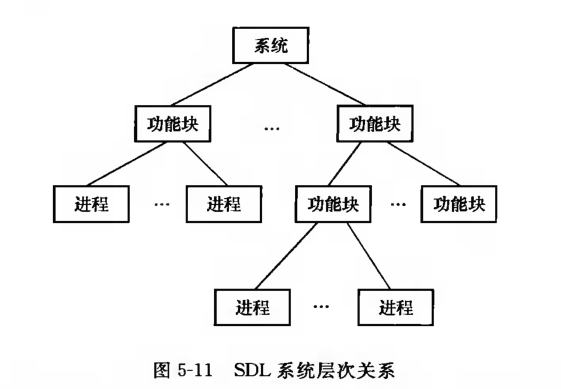 系统
功能块 … 功能块
进程 … 进程 功能块 … 功能块
进程 … 进程
图 5-11 SDL 系统层次关系